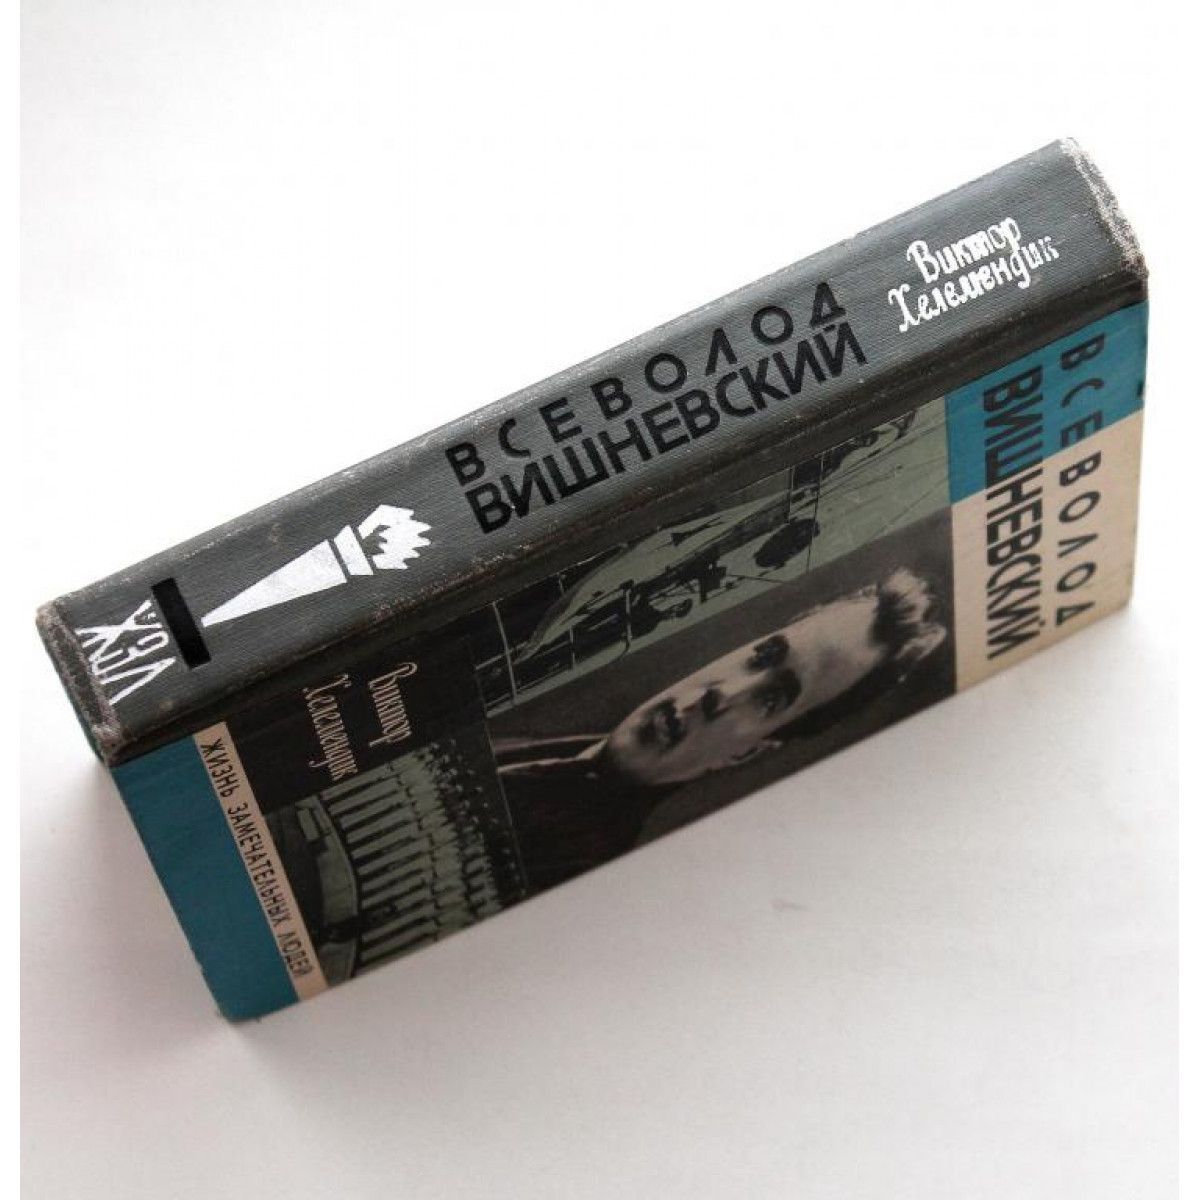 Виктор
Хелемендик
ВСЕВОЛОД
ВИШНЕВСКИЙ
ВСЕВОЛОД
ВИШНЕВСКИЙ
Виктор
Хелемендик
ЖИЗНЬ ЗАМЕЧАТЕЛЬНЫХ ЛЮДЕЙ